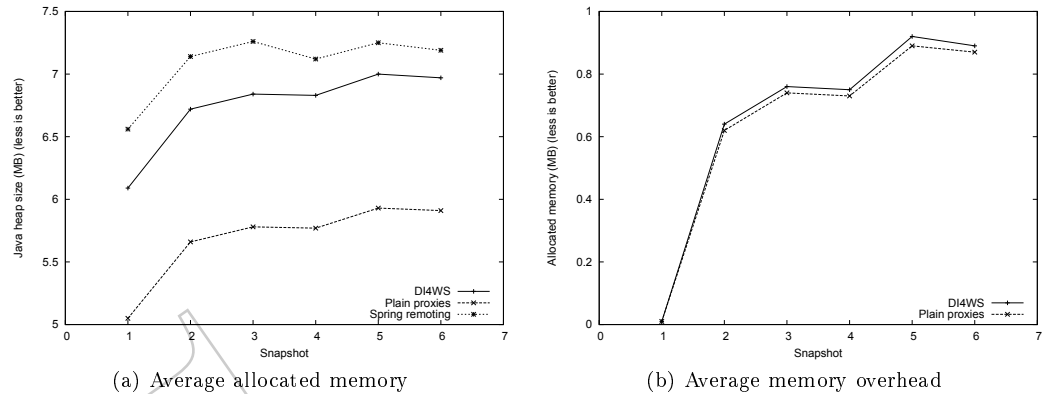 7.5
7
6.5
6
5.5
5
0
1
2
3
4
5
6
7
Java heap size (MB) (less is better)
Snapshot
DI4WS
Plain proxies
Spring remoting
(a) Average allocated memory
1
0.8
0.6
0.4
0.2
0
0
1
2
3
4
5
6
7
Allocated memory (MB) (less is better)
Snapshot
DI4WS
Plain proxies
(b) Average memory overhead